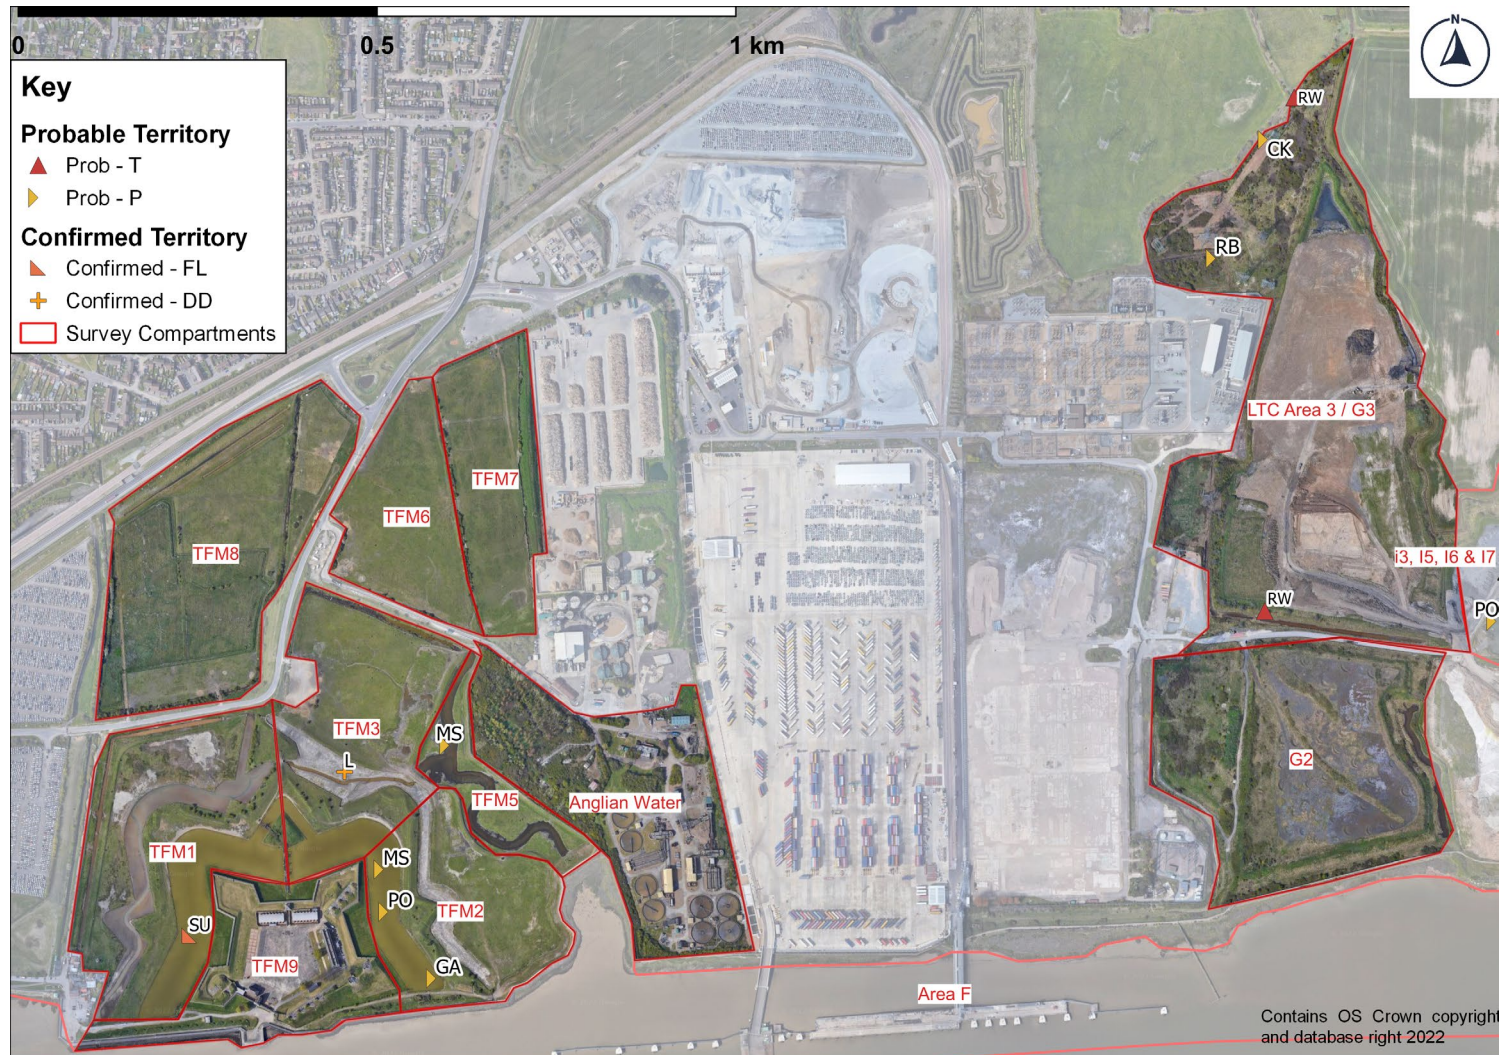 0 0.5 1 km
N
Key
Probable Territory
Prob - T
Prob - P
Confirmed Territory
Confirmed - FL
Confirmed - DD
Survey Compartments
RW
CK
RB
LTC Area 3 / G3
TFM7
TFM6
TFM8
i3, I5, I6 & I7
RW
PO
TFM3
MS
L
G2
TFM5
Anglian Water
TFM1
MS
PO
TFM2
SU
TFM9
GA
Area F
Contains OS Crown copyright
and database right 2022